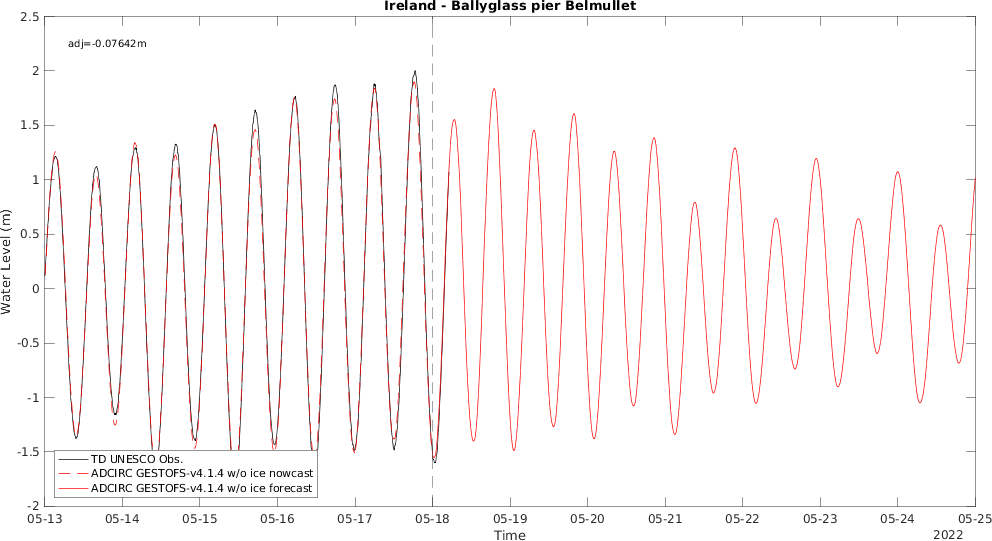 Ireland - Ballyglass pier Belmullet
adj=-0.07642m
Water Level (m)
2.5
2
1.5
1
0.5
0
-0.5
-1
-1.5
-2
TD UNESCO Obs.
ADCIRC GESTOFS-v4.1.4 w/o ice nowcast
ADCIRC GESTOFS-v4.1.4 w/o ice forecast
05-13 05-14 05-15 05-16 05-17 05-18 05-19 05-20 05-21 05-22 05-23 05-24 05-25
Time
2022